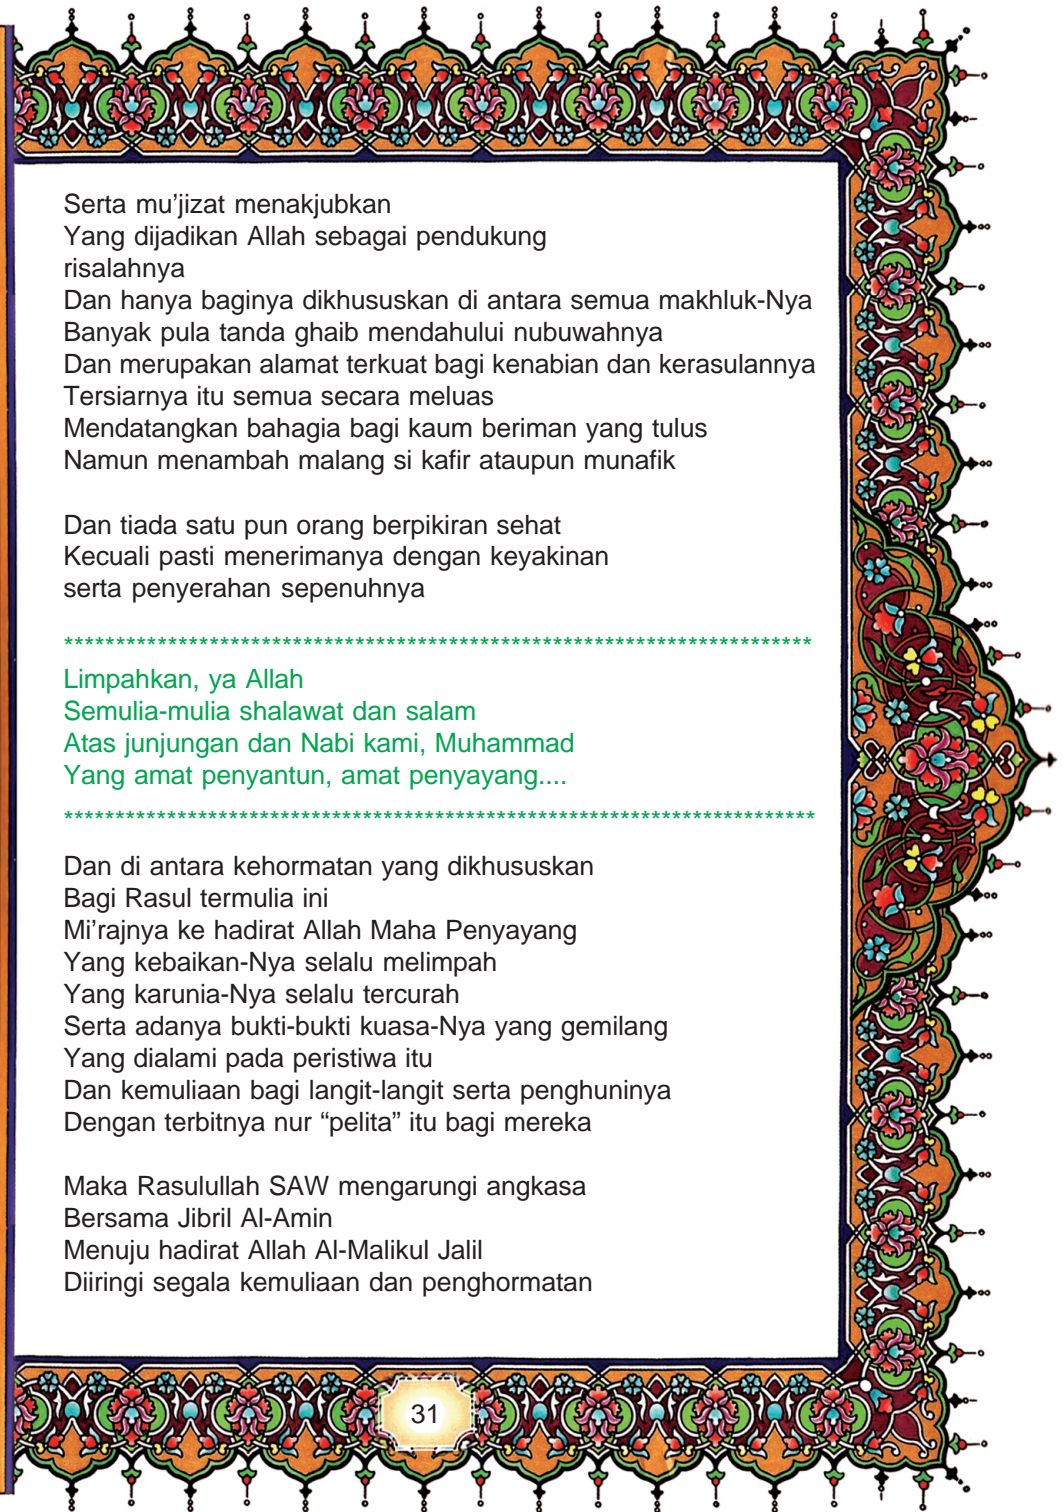 Serta mu’jizat menakjubkan
Yang dijadikan Allah sebagai pendukung
risalahnya
Dan hanya baginya dikhususkan di antara semua makhluk-Nya
Banyak pula tanda ghaib mendahului nubuwahnya
Dan merupakan alamat terkuat bagi kenabian dan kerasulannya
Tersiarnya itu semua secara meluas
Mendatangkan bahagia bagi kaum beriman yang tulus
Namun menambah malang si kafir ataupun munafik

Dan tiada satu pun orang berpikiran sehat
Kecuali pasti menerimanya dengan keyakinan
serta penyerahan sepenuhnya

************************************************************************
Limpahkan, ya Allah
Semulia-mulia shalawat dan salam
Atas junjungan dan Nabi kami, Muhammad
Yang amat penyantun, amat penyayang....
************************************************************************

Dan di antara kehormatan yang dikhususkan
Bagi Rasul termulia ini
Mi’rajnya ke hadirat Allah Maha Penyayang
Yang kebaikan-Nya selalu melimpah
Yang karunia-Nya selalu tercurah
Serta adanya bukti-bukti kuasa-Nya yang gemilang
Yang dialami pada peristiwa itu
Dan kemuliaan bagi langit-langit serta penghuninya
Dengan terbitnya nur “pelita” itu bagi mereka

Maka Rasulullah SAW mengarungi angkasa
Bersama Jibril Al-Amin
Menuju hadirat Allah Al-Malikul Jalil
Diiringi segala kemuliaan dan penghormatan

31